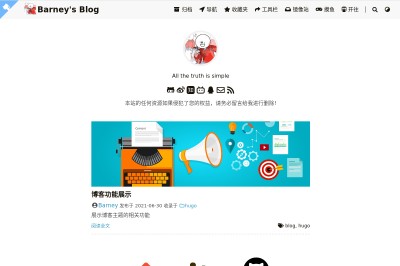 Barney's Blog
归档 导航 收藏夹 工具栏 镜像站 摸鱼 开往 |
All the truth is simple
本站的任何资源如果侵犯了您的权益，请务必留言给我进行删除！
博客功能展示
Barney 发布于 2021-06-30 收录于 hugo
展示博客主题的相关功能
阅读全文
blog, hugo